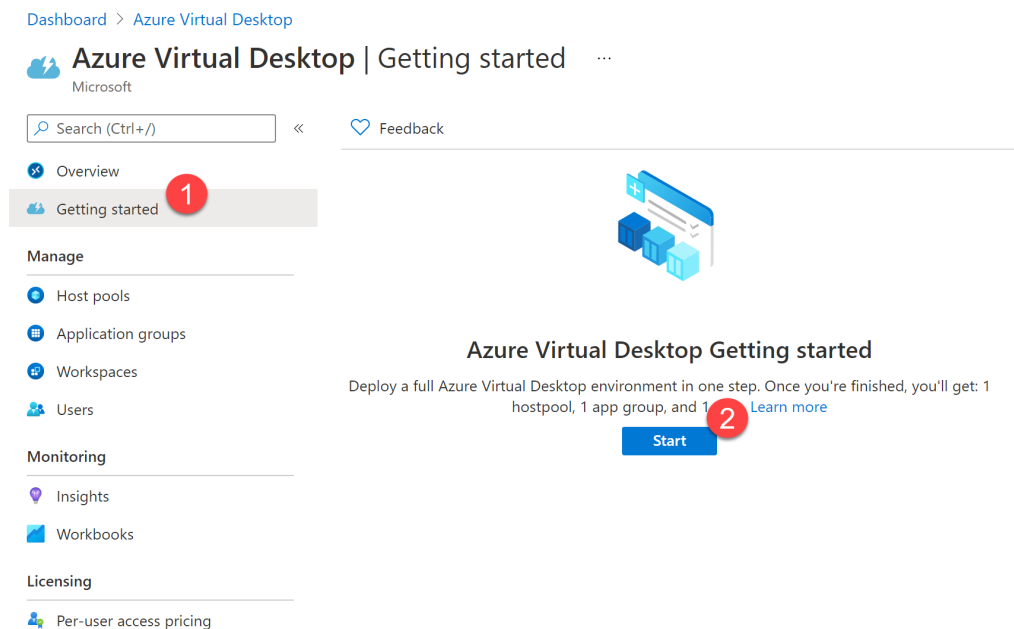 Dashboard > Azure Virtual Desktop
Azure Virtual Desktop | Getting started ...
Microsoft
Search (Ctrl+/) «
Overview
Getting started 1
Manage
Host pools
Application groups
Workspaces
Users
Monitoring
Insights
Workbooks
Licensing
Per-user access pricing
Feedback
Azure Virtual Desktop Getting started
Deploy a full Azure Virtual Desktop environment in one step. Once you're finished, you'll get: 1
hostpool, 1 app group, and 1 Learn more
2
Start